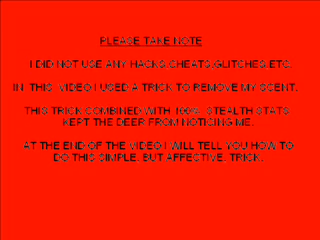 PLEASE TAKE NOTE
I DID NOT USE ANY HACKS.CHEATS.GLITCHES.ETC.
IN THIS VIDEO I USED A TRICK TO REMOVE MY SCENT.
THIS TRICK COMBINED WITH 100% STEALTH STATS
KEPT THE DEER FROM NOTICING ME.
AT THE END OF THE VIDEO I WILL TELL YOU HOW TO
DO THIS SIMPLE. BUT AFFECTIVE. TRICK.